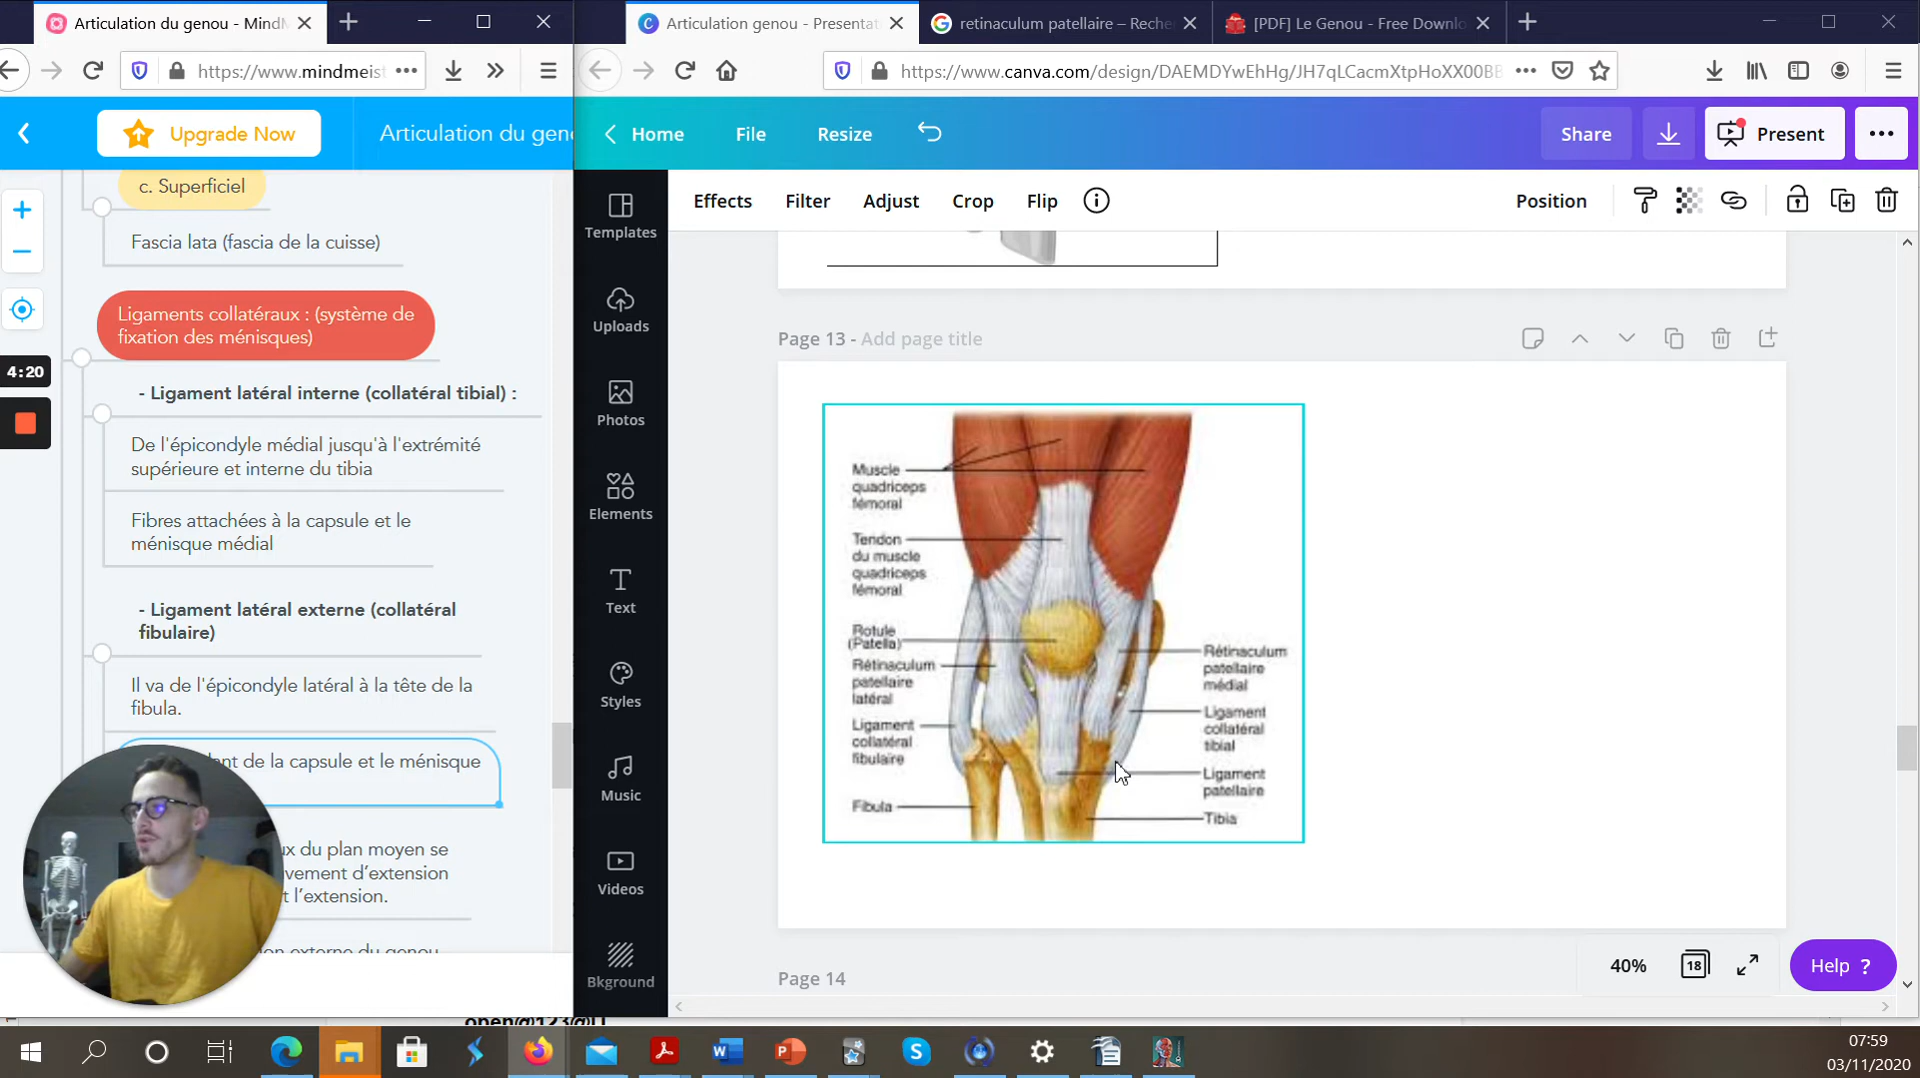 Articulation du genou - MindM
Articulation genou - Presentat
retinaculum patellaire – Reche
[PDF] Le Genou - Free Downlo
https://www.mindmeist
https://www.canva.com/design/DAEMDYwEhHg/JH7qLCacmXtpHoXX00BB
Upgrade Now
Articulation du geno
Home
File
Resize
Share
Present
Effects
Filter
Adjust
Crop
Flip
Position
c. Superficiel
Fascia lata (fascia de la cuisse)
Ligaments collatéraux : (système de
fixation des ménisques)
4:20
- Ligament latéral interne (collatéral tibial) :
De l'épicondyle médial jusqu'à l'extrémité
supérieure et interne du tibia
Fibres attachées à la capsule et le
ménisque médial
- Ligament latéral externe (collatéral
fibulaire)
Il va de l'épicondyle latéral à la tête de la
fibula.
de la capsule et le ménisque
du plan moyen se
d'extension
l'extension.
externe du genou
Templates
Uploads
Photos
Elements
Text
Styles
Music
Videos
Bkground
Page 13 - Add page title
Muscle
quadriceps
fémoral
Tendon
du muscle
quadriceps
fémoral
Rotule
(Patella)
Rétinaculum
patellaire
latéral
Ligament
collatéral
fibulaire
Fibula
Rétinaculum
patellaire
médial
Ligament
collatéral
tibial
Ligament
patellaire
Tibia
Page 14
40%
18
Help ?
open@123@IT
07:59
03/11/2020